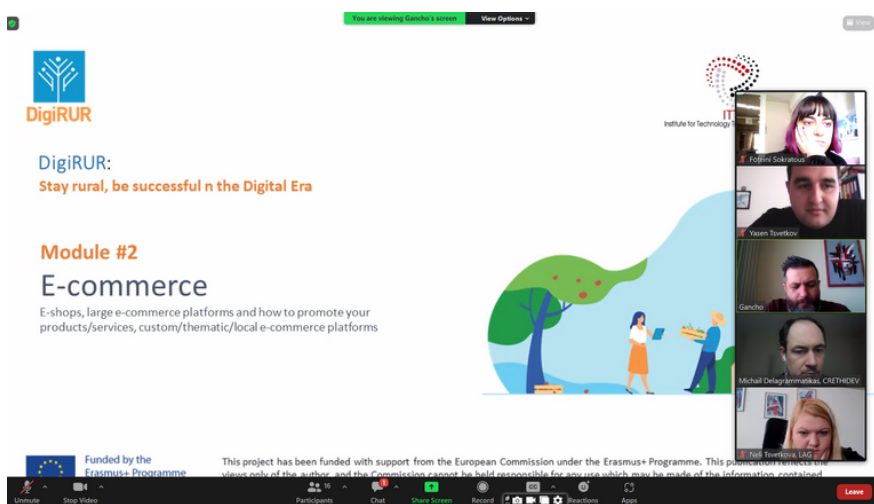 You are viewing Gancho's screen
View Options
View
DigiRUR
Institute for Technology
DigiRUR:
Stay rural, be successful n the Digital Era
Module #2
E-commerce
E-shops, large e-commerce platforms and how to promote your
products/services, custom/thematic/local e-commerce platforms
Fotrini Sokratous
Yasen Tsvetkov
Gancho
Michail Delagrammatikas, CRETHIDEV
Neli Tsvetkova, LAG
Funded by the
Erasmus+ Programme
This project has been funded with support from the European Commission under the Erasmus+ Programme. This publication reflects the
views only of the author, and the Commission cannot be held responsible for any use which may be made of the information contained
Unmute
Stop Video
16
Participants
1
Chat
Share Screen
Record
CC
Reactions
Apps
Leave